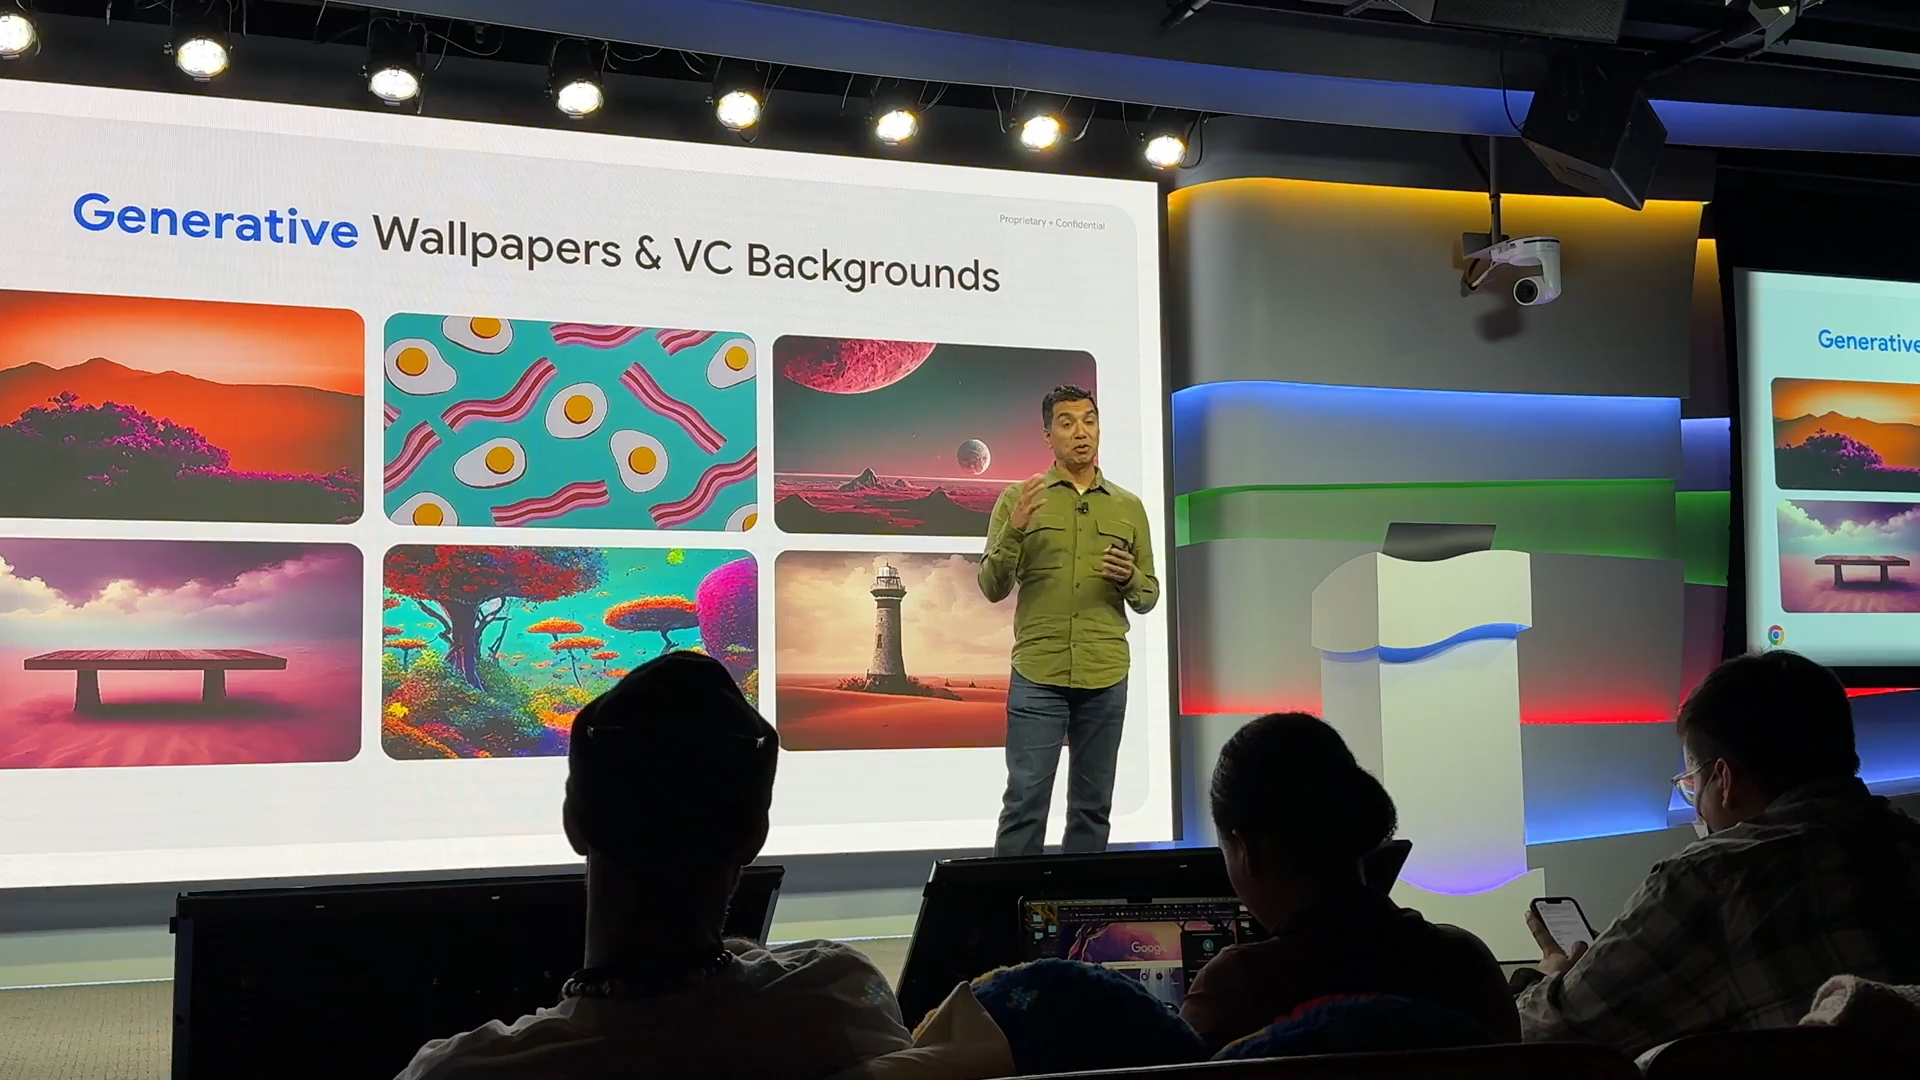 Proprietary + Confidential
Generative Wallpapers & VC Backgrounds
Generative
Google